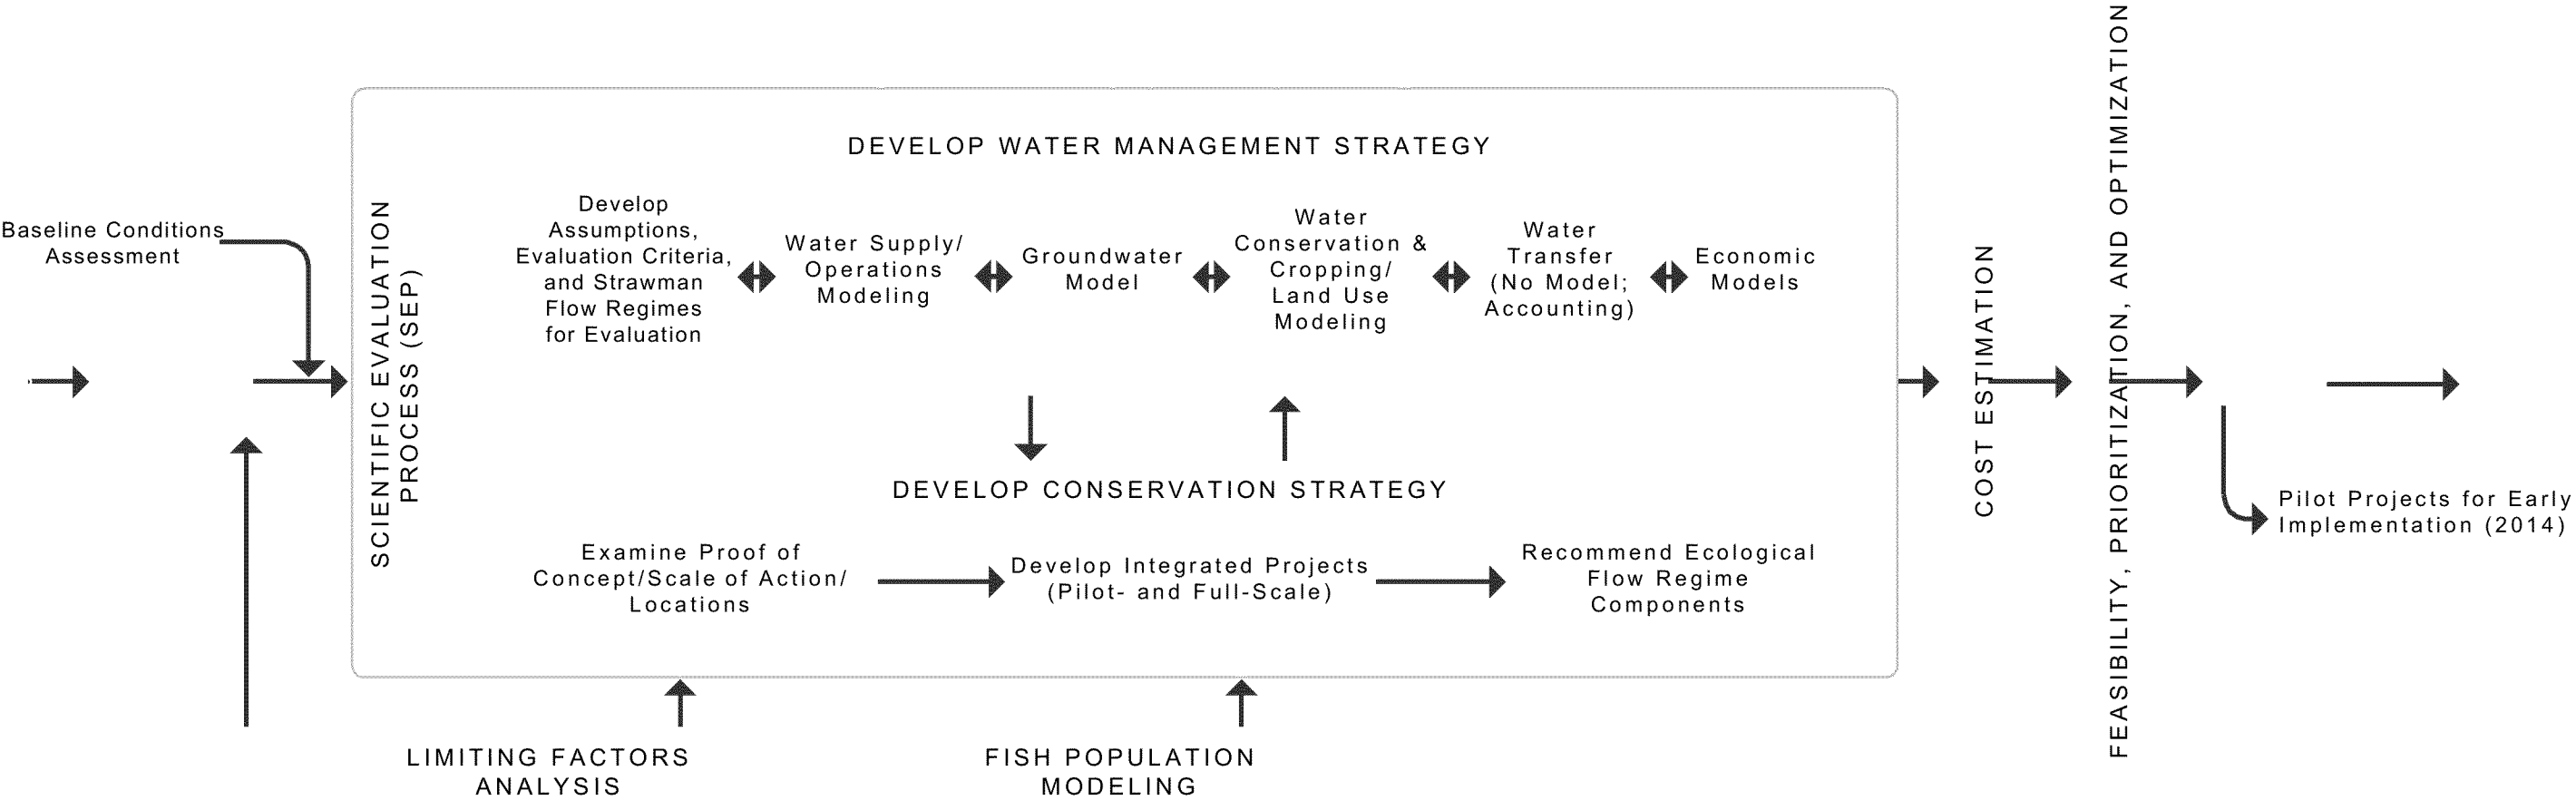 Baseline Conditions
Assessment
SCIENTIFIC EVALUATION
PROCESS (SEP)
DEVELOP WATER MANAGEMENT STRATEGY
Develop
Assumptions,
Evaluation Criteria,
and Strawman
Flow Regimes
for Evaluation
Water Supply/
Operations
Modeling
Groundwater
Model
Water
Conservation &
Cropping/
Land Use
Modeling
Water
Transfer
(No Model;
Accounting)
Economic
Models
DEVELOP CONSERVATION STRATEGY
Examine Proof of
Concept/Scale of Action/
Locations
Develop Integrated Projects
(Pilot- and Full-Scale)
Recommend Ecological
Flow Regime
Components
LIMITING FACTORS
ANALYSIS
FISH POPULATION
MODELING
COST ESTIMATION
FEASIBILITY, PRIORITIZATION, AND OPTIMIZATION
Pilot Projects for Early
Implementation (2014)